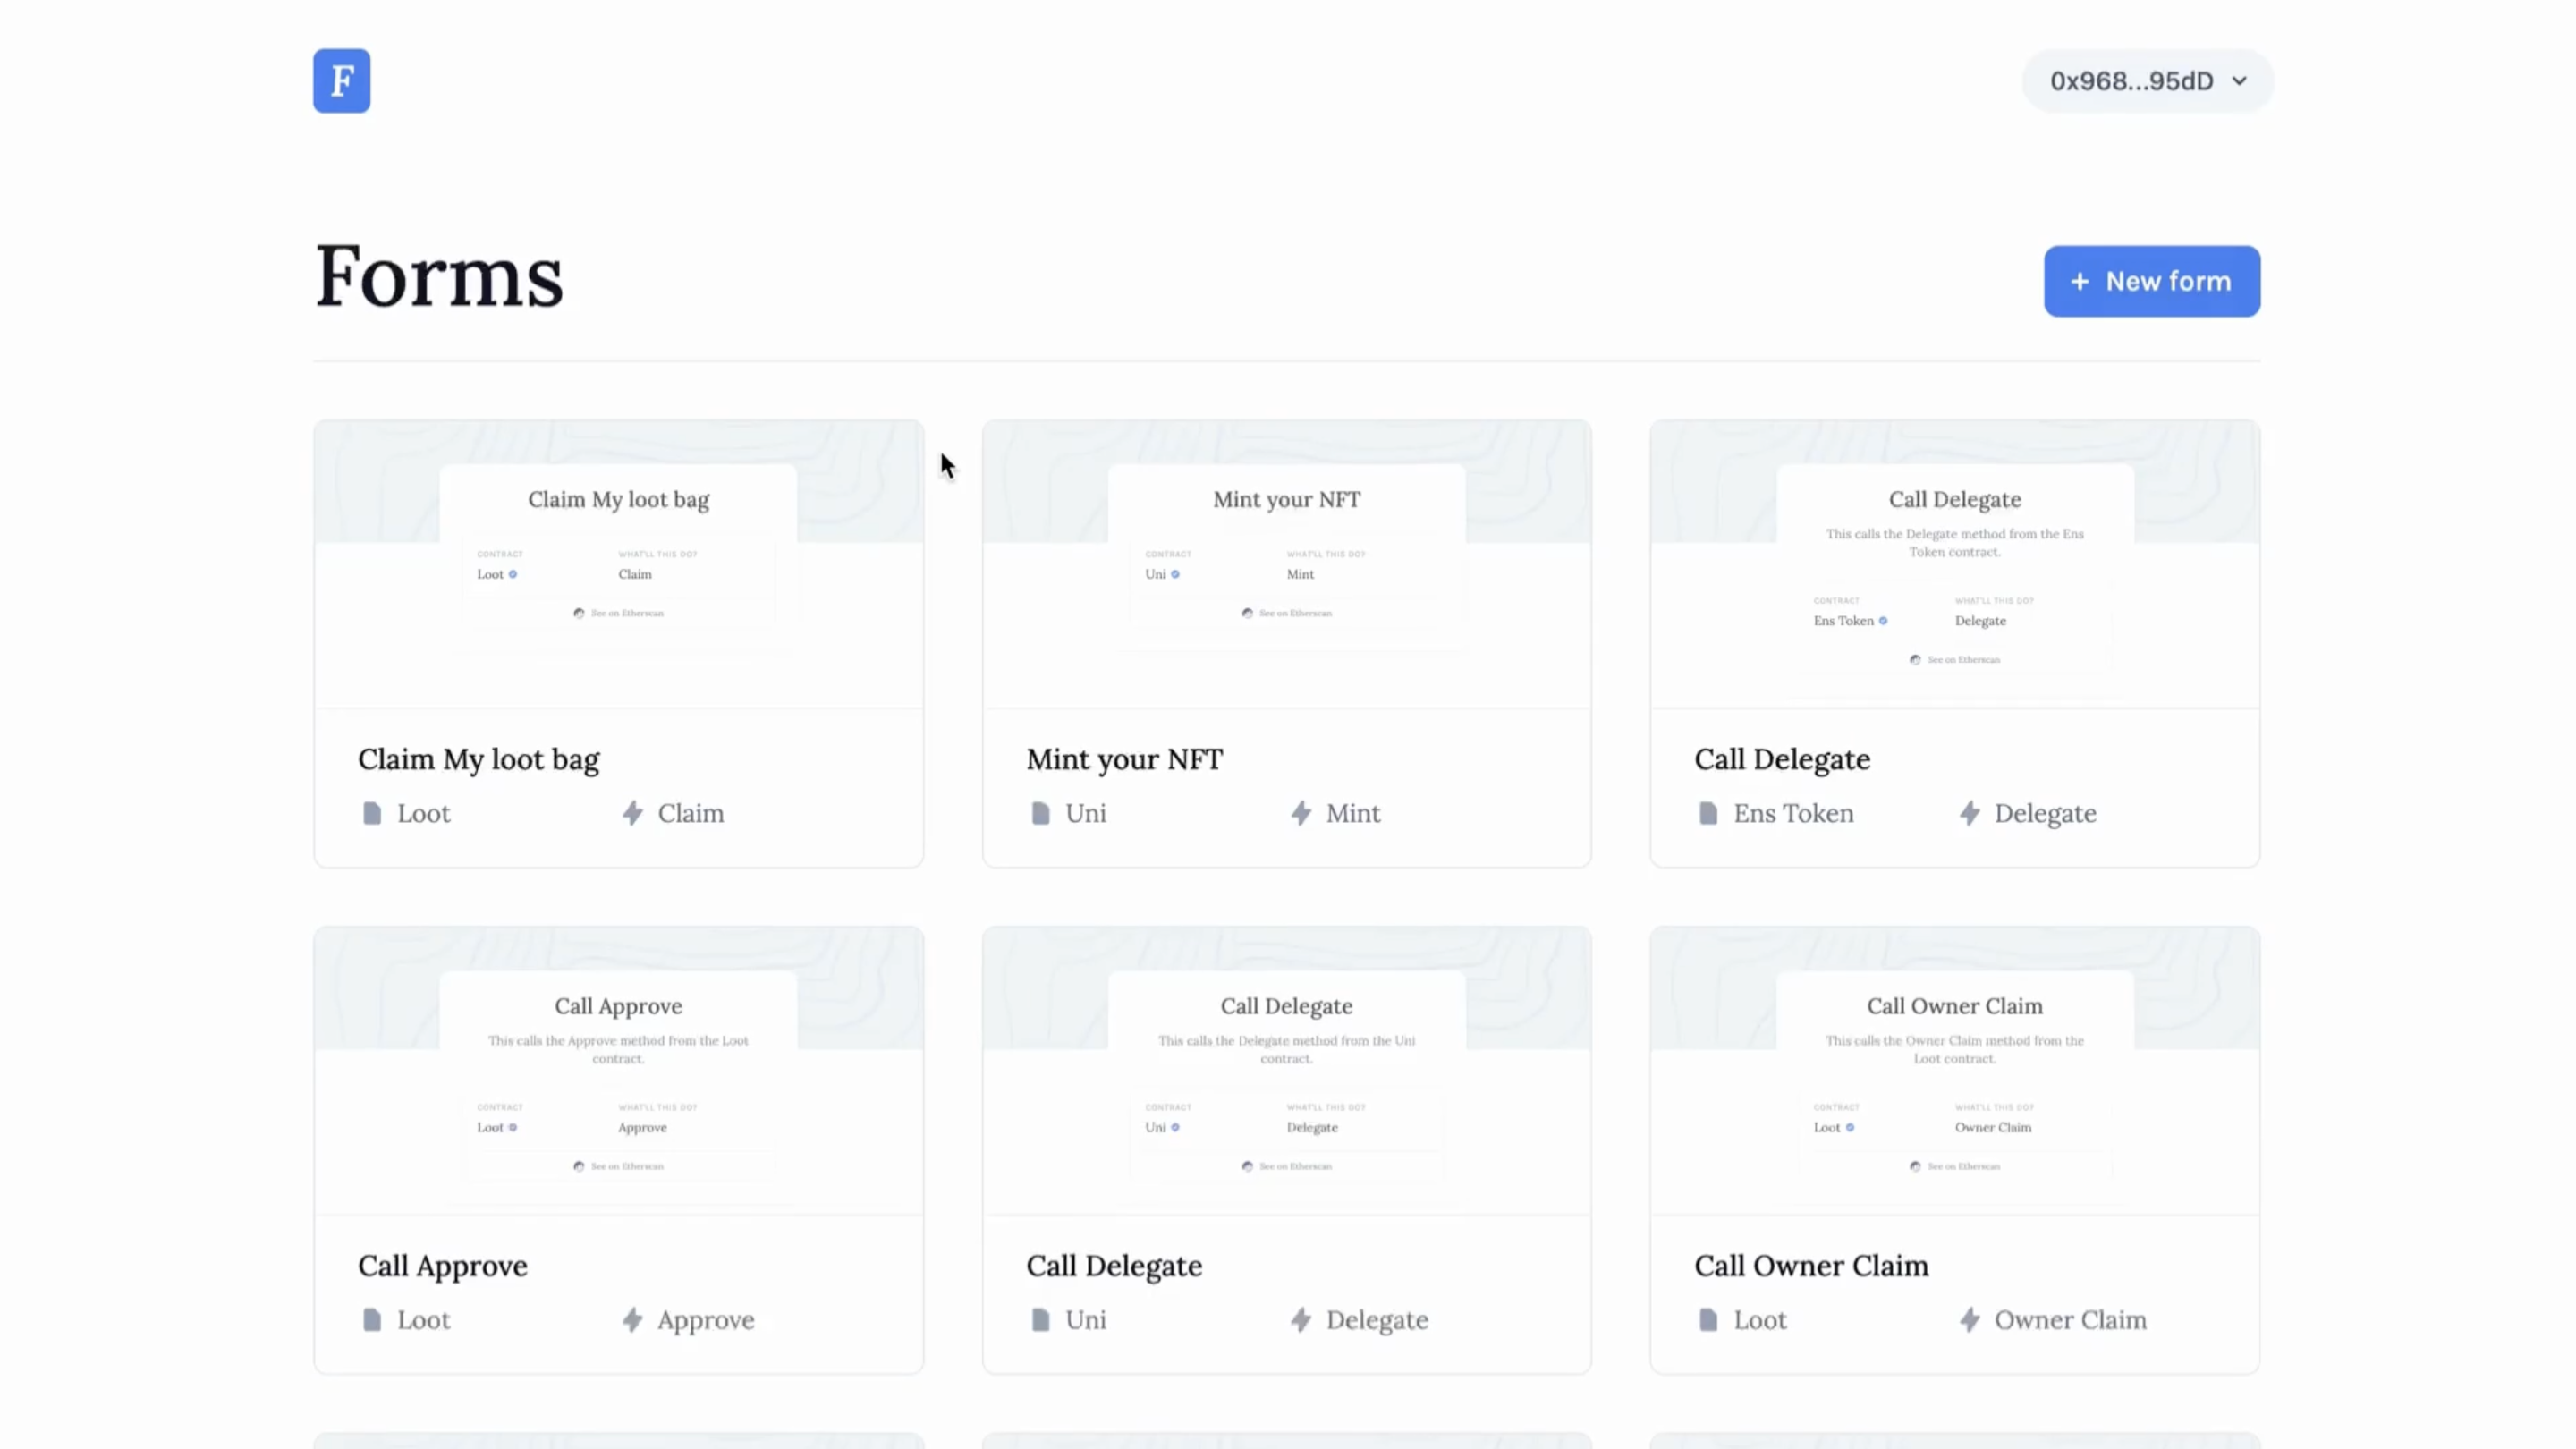 F
0x968...95dD
Forms
+ New form
Claim My loot bag
CONTRACT WHAT'LL THIS DO?
Loot Claim
See on Etherscan
Claim My loot bag
Loot Claim
Mint your NFT
CONTRACT WHAT'LL THIS DO?
Uni Mint
See on Etherscan
Mint your NFT
Uni Mint
Call Delegate
This calls the Delegate method from the Ens
Token contract.
CONTRACT WHAT'LL THIS DO?
Ens Token Delegate
See on Etherscan
Call Delegate
Ens Token Delegate
Call Approve
This calls the Approve method from the Loot
contract.
CONTRACT WHAT'LL THIS DO?
Loot Approve
See on Etherscan
Call Approve
Loot Approve
Call Delegate
This calls the Delegate method from the Uni
contract.
CONTRACT WHAT'LL THIS DO?
Uni Delegate
See on Etherscan
Call Delegate
Uni Delegate
Call Owner Claim
This calls the Owner Claim method from the
Loot contract.
CONTRACT WHAT'LL THIS DO?
Loot Owner Claim
See on Etherscan
Call Owner Claim
Loot Owner Claim